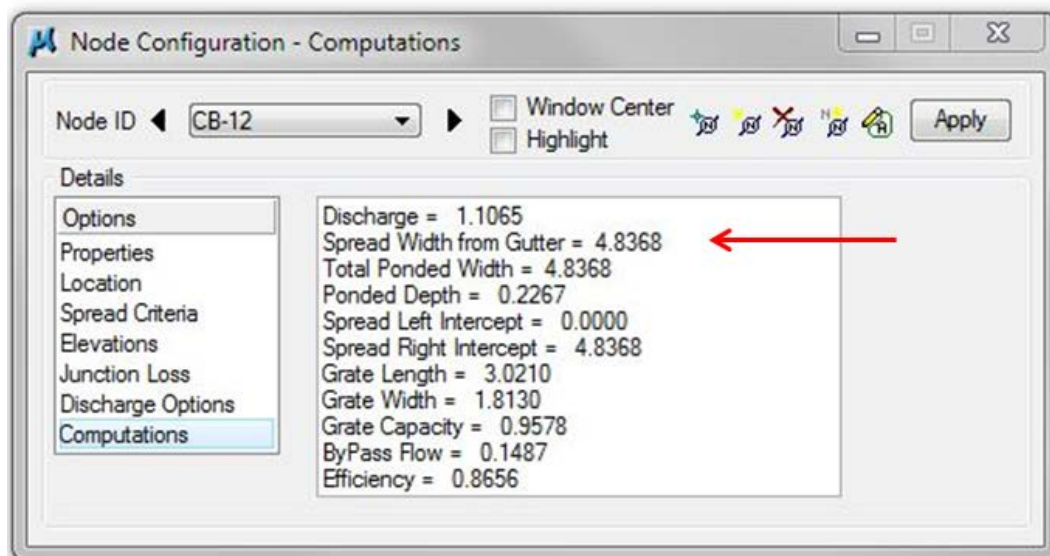 Node Configuration - Computations
Node ID CB-12 Window Center Apply
Highlight
Details
Options
Properties
Location
Spread Criteria
Elevations
Junction Loss
Discharge Options
Computations
Discharge = 1.1065
Spread Width from Gutter = 4.8368
Total Ponded Width = 4.8368
Ponded Depth = 0.2267
Spread Left Intercept = 0.0000
Spread Right Intercept = 4.8368
Grate Length = 3.0210
Grate Width = 1.8130
Grate Capacity = 0.9578
ByPass Flow = 0.1487
Efficiency = 0.8656